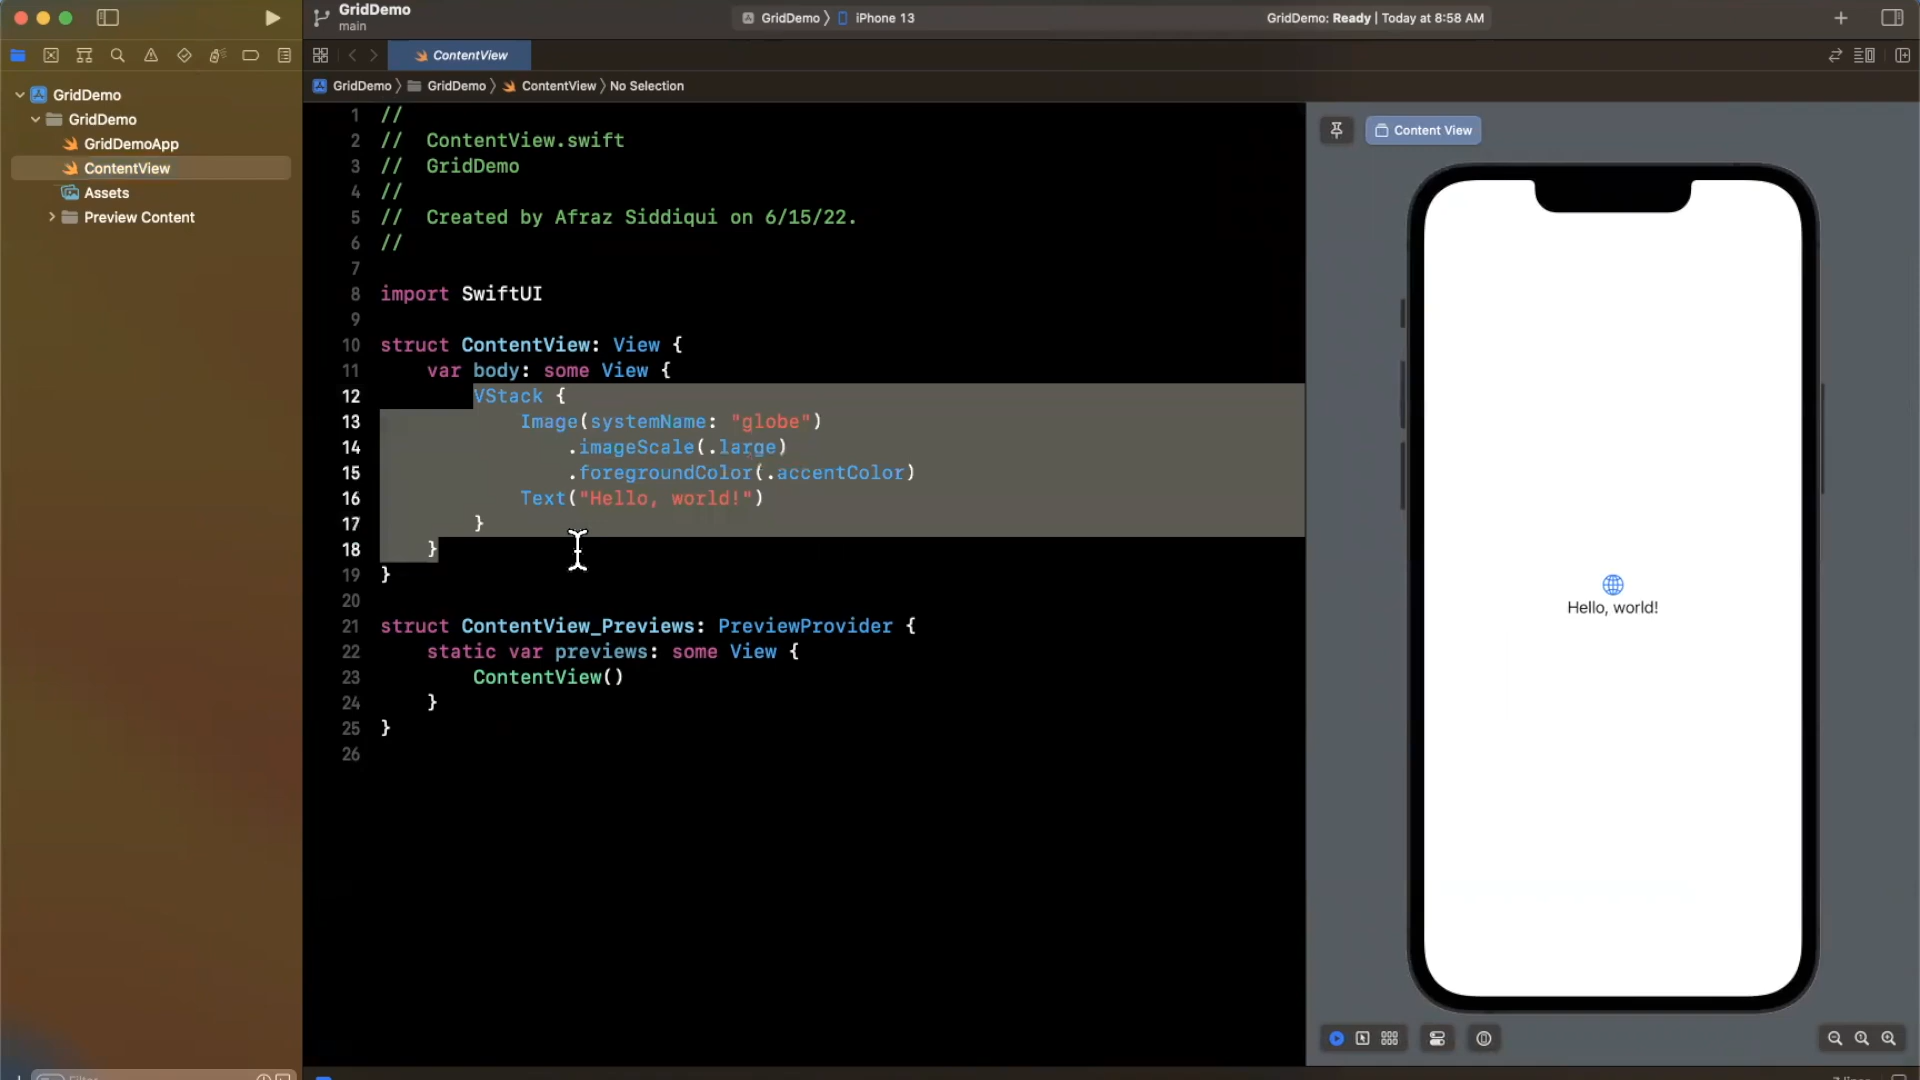 GridDemo
main
GridDemo 〉 iPhone 13
GridDemo: Ready | Today at 8:58 AM
ContentView
GridDemo 〉 GridDemo 〉 ContentView 〉 No Selection
GridDemo
GridDemo
GridDemoApp
ContentView
Assets
Preview Content
1 //
2 //  ContentView.swift
3 //  GridDemo
4 //
5 //  Created by Afraz Siddiqui on 6/15/22.
6 //
7
8 import SwiftUI
9
10 struct ContentView: View {
11     var body: some View {
12         VStack {
13             Image(systemName: "globe")
14                 .imageScale(.large)
15                 .foregroundColor(.accentColor)
16             Text("Hello, world!")
17         }
18     }
19 }
20
21 struct ContentView_Previews: PreviewProvider {
22     static var previews: some View {
23         ContentView()
24     }
25 }
26
Content View
Hello, world!